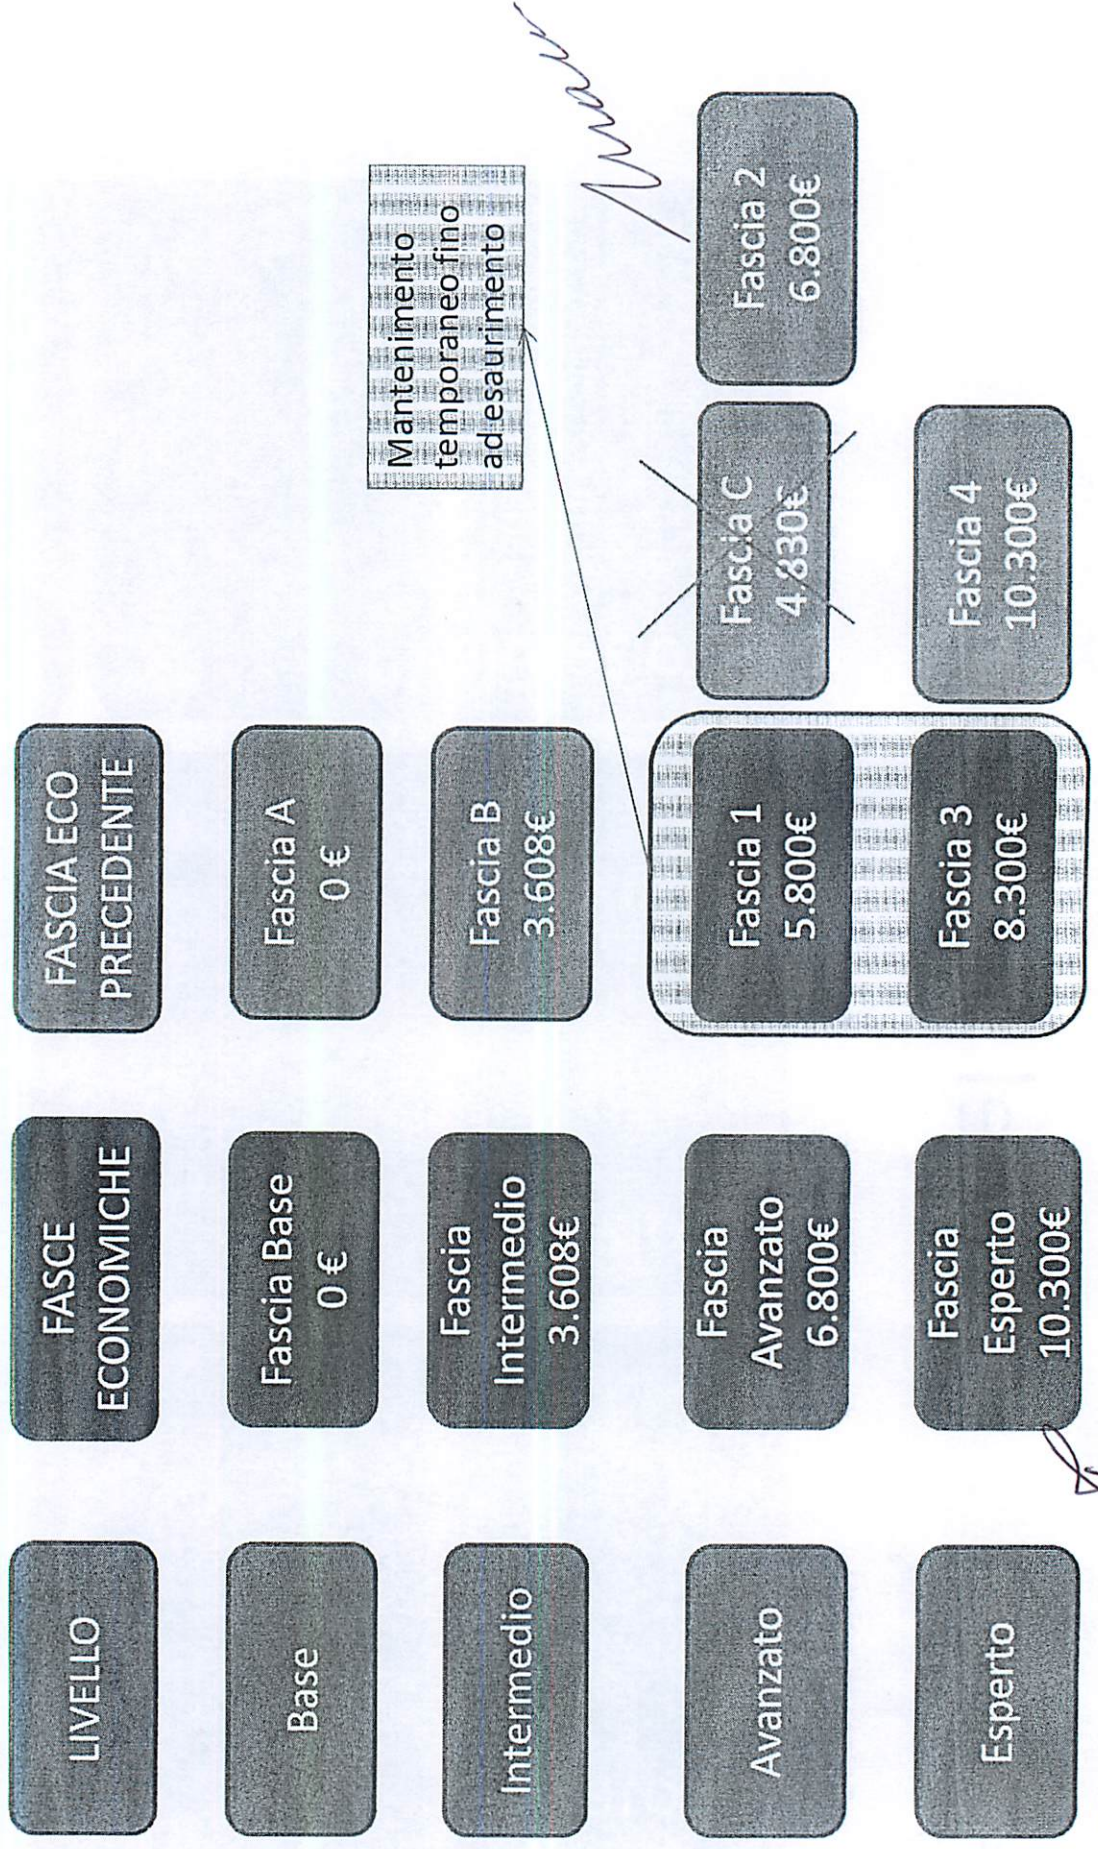 LIVELLO
FASCE
ECONOMICHE
FASCIA ECO
PRECEDENTE
Base
Fascia Base
0 €
Fascia A
0 €
Mantenimento
temporaneo fino
ad esaurimento
Intermedio
Fascia
Intermedio
3.608€
Fascia B
3.608€
Avanzato
Fascia
Avanzato
6.800€
Fascia 1
5.800€
Fascia C
4.830€
Fascia 2
6.800€
Esperto
Fascia
Esperto
10.300€
Fascia 3
8.300€
Fascia 4
10.300€